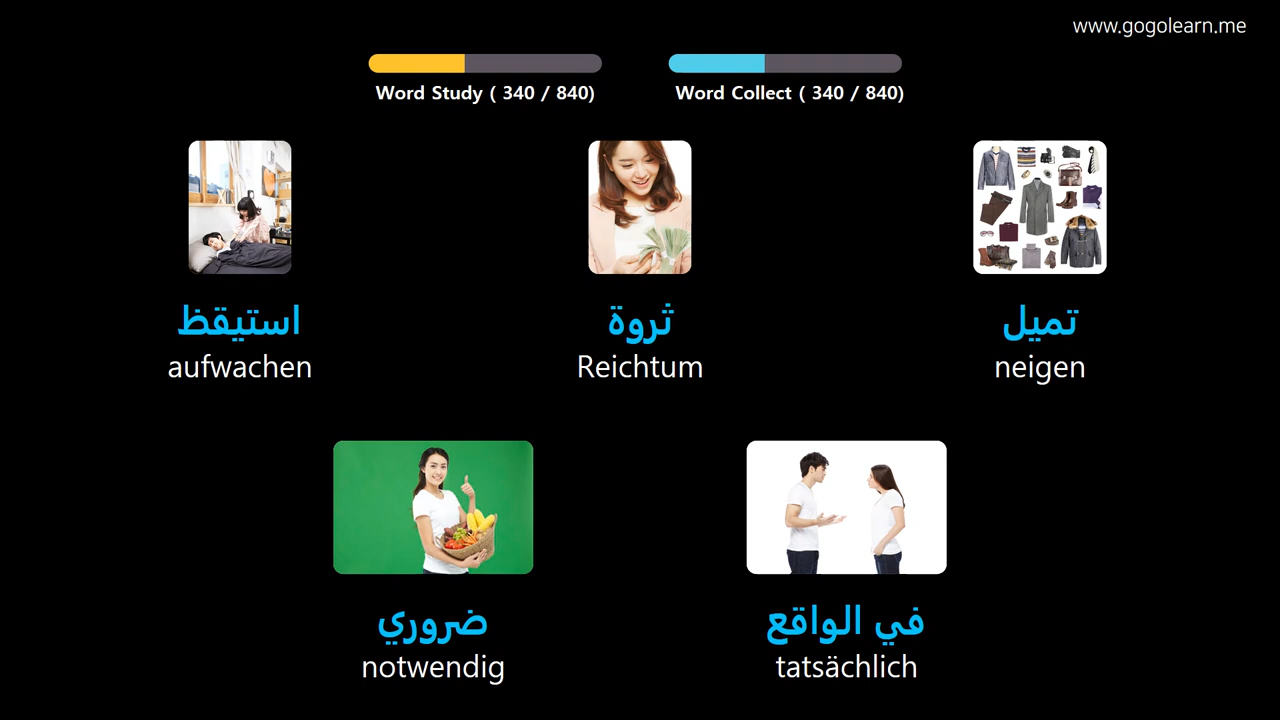 www.gogolearn.me
Word Study ( 340 / 840)
Word Collect ( 340 / 840)
استيقظ
aufwachen
ثروة
Reichtum
تميل
neigen
ضروري
notwendig
في الواقع
tatsächlich